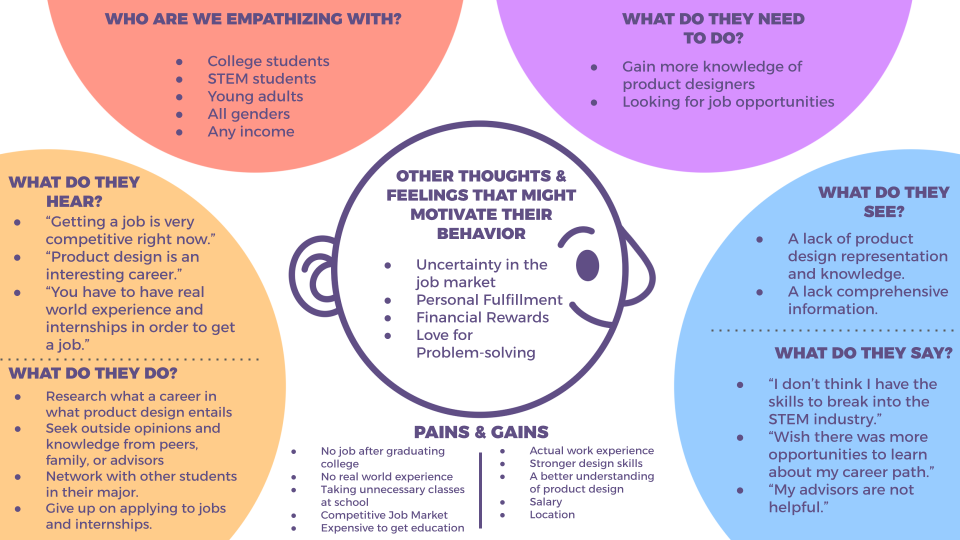 WHO ARE WE EMPATHIZING WITH?
● College students
● STEM students
● Young adults
● All genders
● Any income
WHAT DO THEY NEED
TO DO?
● Gain more knowledge of
product designers
● Looking for job opportunities
WHAT DO THEY
HEAR?
● “Getting a job is very
competitive right now.”
● “Product design is an
interesting career.”
● “You have to have real
world experience and
internships in order to get
a job.”
WHAT DO THEY DO?
● Research what a career in
what product design entails
● Seek outside opinions and
knowledge from peers,
family, or advisors
● Network with other students
in their major.
● Give up on applying to jobs
and internships.
OTHER THOUGHTS &
FEELINGS THAT MIGHT
MOTIVATE THEIR
BEHAVIOR
● Uncertainty in the
job market
● Personal Fulfillment
● Financial Rewards
● Love for
Problem-solving
WHAT DO THEY
SEE?
● A lack of product
design representation
and knowledge.
● A lack comprehensive
information.
WHAT DO THEY SAY?
● “I don’t think I have the
skills to break into the
STEM industry.”
● “Wish there was more
opportunities to learn
about my career path.”
● “My advisors are not
helpful.”
PAINS & GAINS
● No job after graduating
college
● No real world experience
● Taking unnecessary classes
at school
● Competitive Job Market
● Expensive to get education
● Actual work experience
● Stronger design skills
● A better understanding
of product design
● Salary
● Location